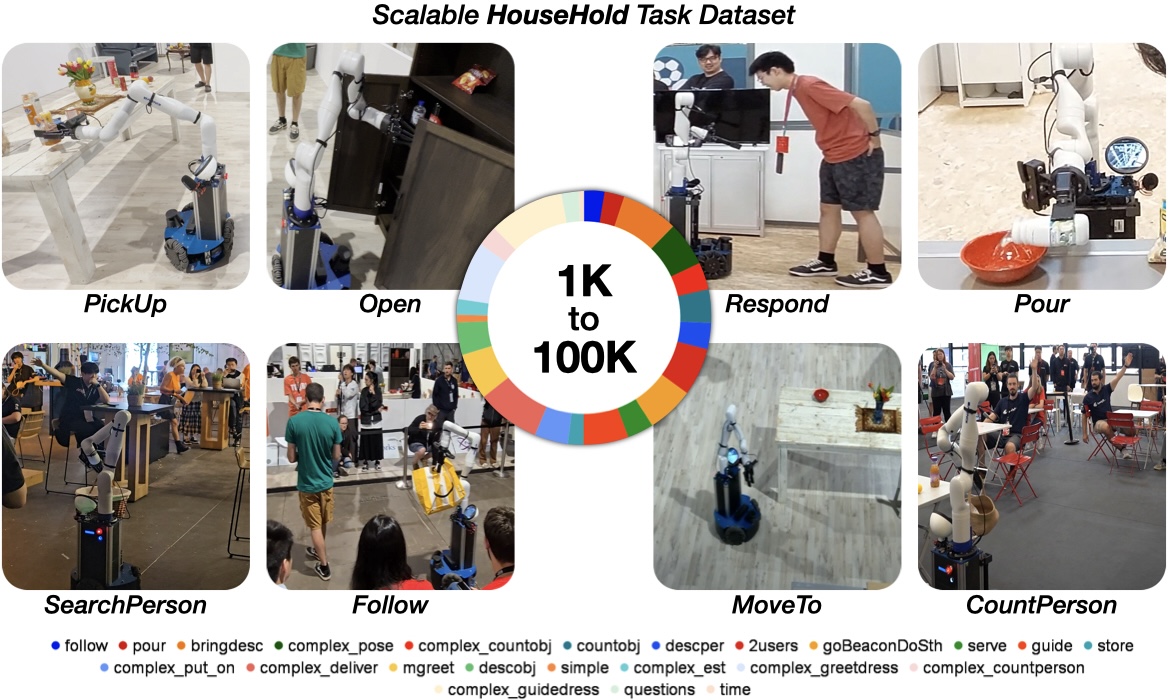 Scalable HouseHold Task Dataset
PickUp
Open
Respond
Pour
1K
to
100K
SearchPerson
Follow
MoveTo
CountPerson
follow pour bringdesc complex_pose complex_countobj countobj descper 2users goBeaconDoSth serve guide store
complex_put_on complex_deliver mgreet descobj simple complex_est complex_greetdress complex_countperson
complex_guidedress questions time